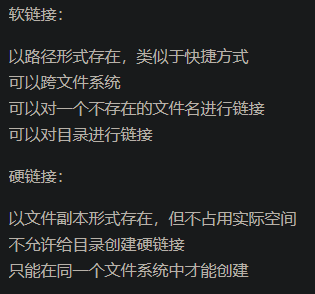 软链接：
以路径形式存在，类似于快捷方式
可以跨文件系统
可以对一个不存在的文件名进行链接
可以对目录进行链接
硬链接：
以文件副本形式存在，但不占用实际空间
不允许给目录创建硬链接
只能在同一个文件系统中才能创建